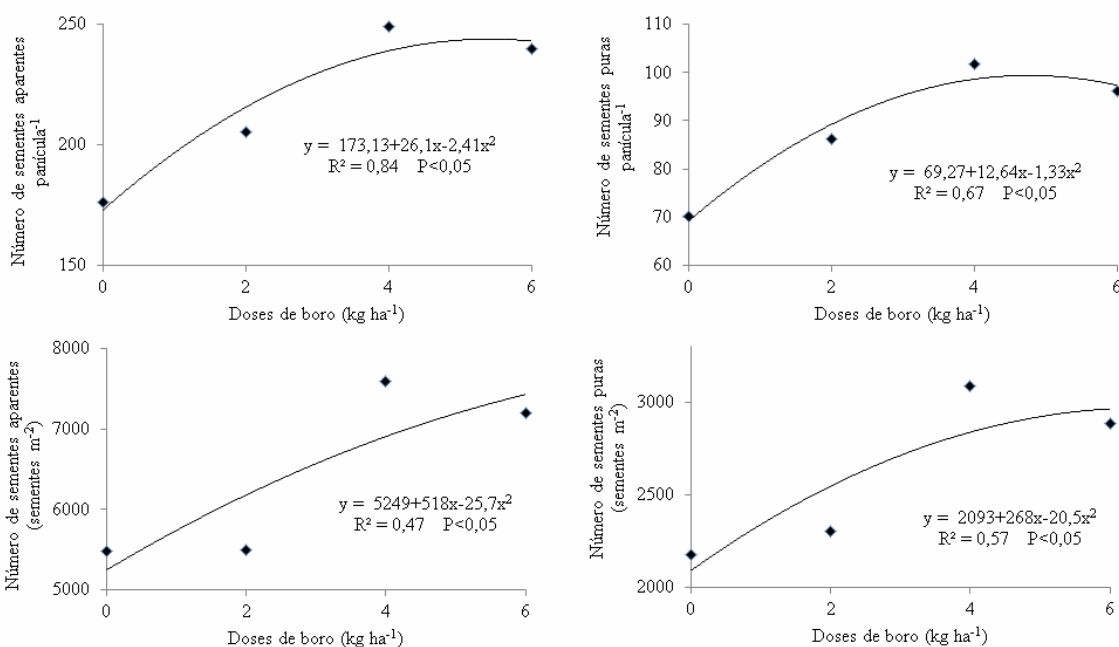 Número de sementes aparentes
panícula⁻¹
250
200
150
y = 173,13+26,1x-2,41x²
R² = 0,84 P<0,05
0 2 4 6
Doses de boro (kg ha⁻¹)
Número de sementes puras
panícula⁻¹
110
100
90
80
70
60
y = 69,27+12,64x-1,33x²
R² = 0,67 P<0,05
0 2 4 6
Doses de boro (kg ha⁻¹)
Número de sementes aparentes
(sementes m⁻²)
8000
7000
6000
5000
y = 5249+518x-25,7x²
R² = 0,47 P<0,05
0 2 4 6
Doses de boro (kg ha⁻¹)
Número de sementes puras
(sementes m⁻²)
3000
2500
2000
y = 2093+268x-20,5x²
R² = 0,57 P<0,05
0 2 4 6
Doses de boro (kg ha⁻¹)